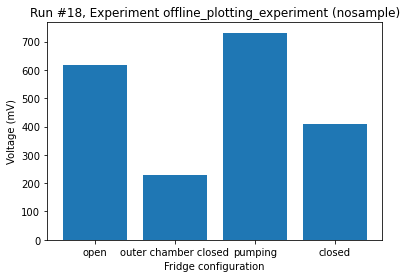 Run #18, Experiment offline_plotting_experiment (nosample)
Voltage (mV)
700
600
500
400
300
200
100
0
open outer chamber closed pumping closed
Fridge configuration